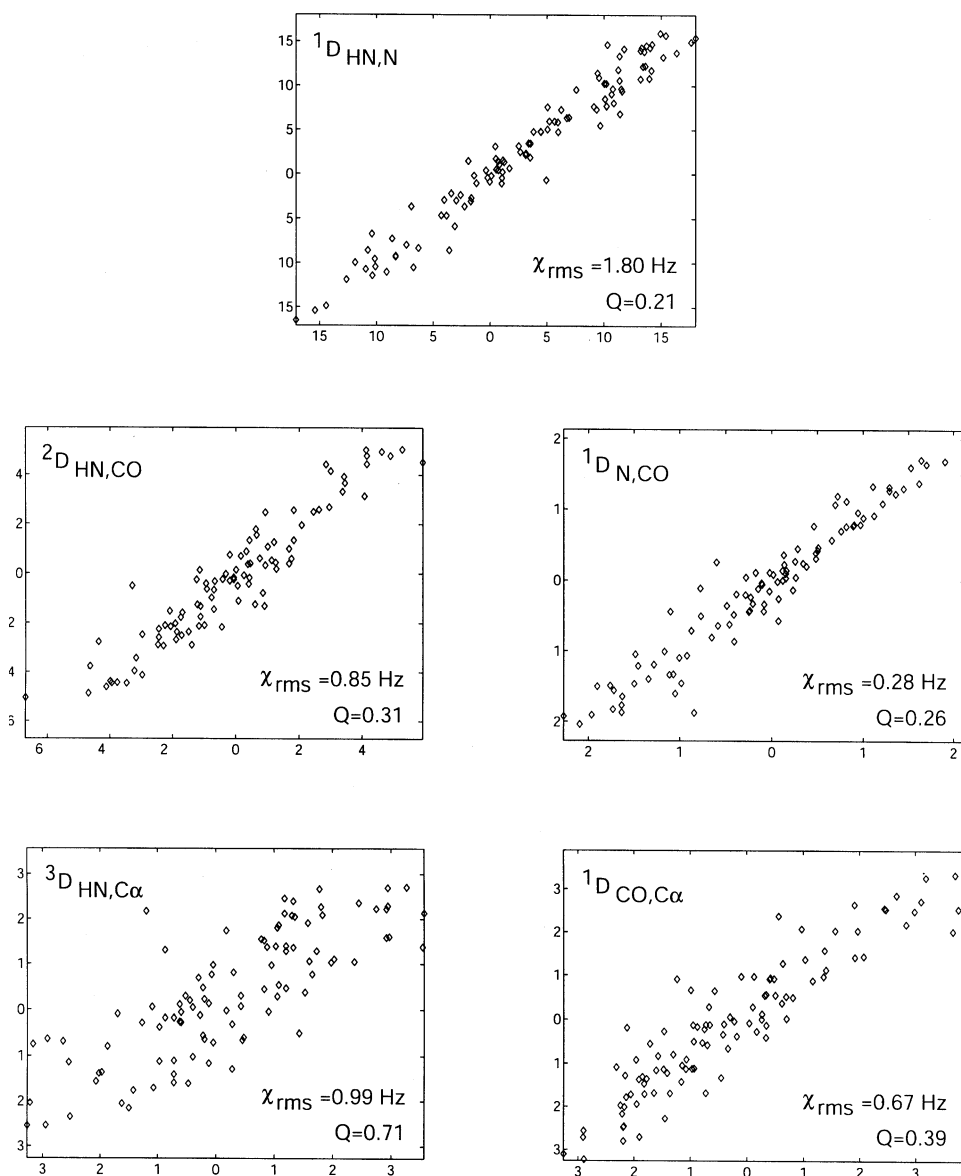 ¹D HN,N
15
10
5
0
5
10
15
χrms =1.80 Hz
Q=0.21
15 10 5 0 5 10 15
²D HN,CO
4
2
0
2
4
6
χrms =0.85 Hz
Q=0.31
6 4 2 0 2 4
¹D N,CO
2
1
0
1
2
χrms =0.28 Hz
Q=0.26
2 1 0 1 2
³D HN,Cα
3
2
1
0
1
2
3
χrms =0.99 Hz
Q=0.71
3 2 1 0 1 2 3
¹D CO,Cα
3
2
1
0
1
2
3
χrms =0.67 Hz
Q=0.39
3 2 1 0 1 2 3